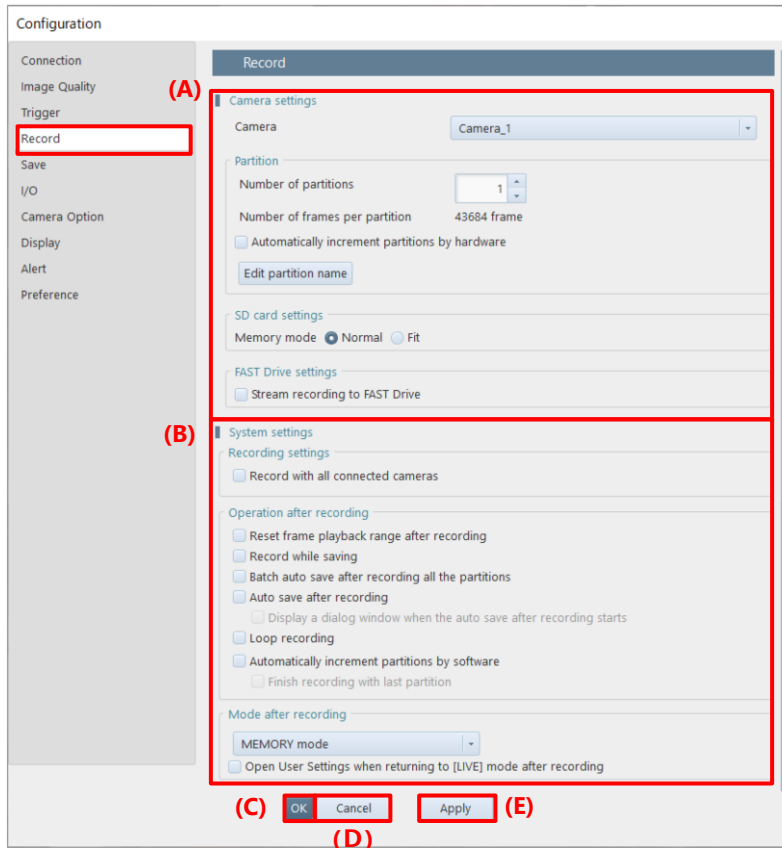 Configuration
Connection
Image Quality
Trigger
Record
Save
I/O
Camera Option
Display
Alert
Preference
Record
(A)
Camera settings
Camera Camera_1
Partition
Number of partitions 1
Number of frames per partition 43684 frame
Automatically increment partitions by hardware
Edit partition name
SD card settings
Memory mode Normal Fit
FAST Drive settings
Stream recording to FAST Drive
(B)
System settings
Recording settings
Record with all connected cameras
Operation after recording
Reset frame playback range after recording
Record while saving
Batch auto save after recording all the partitions
Auto save after recording
Display a dialog window when the auto save after recording starts
Loop recording
Automatically increment partitions by software
Finish recording with last partition
Mode after recording
MEMORY mode
Open User Settings when returning to [LIVE] mode after recording
(C) OK Cancel Apply (E)
(D)